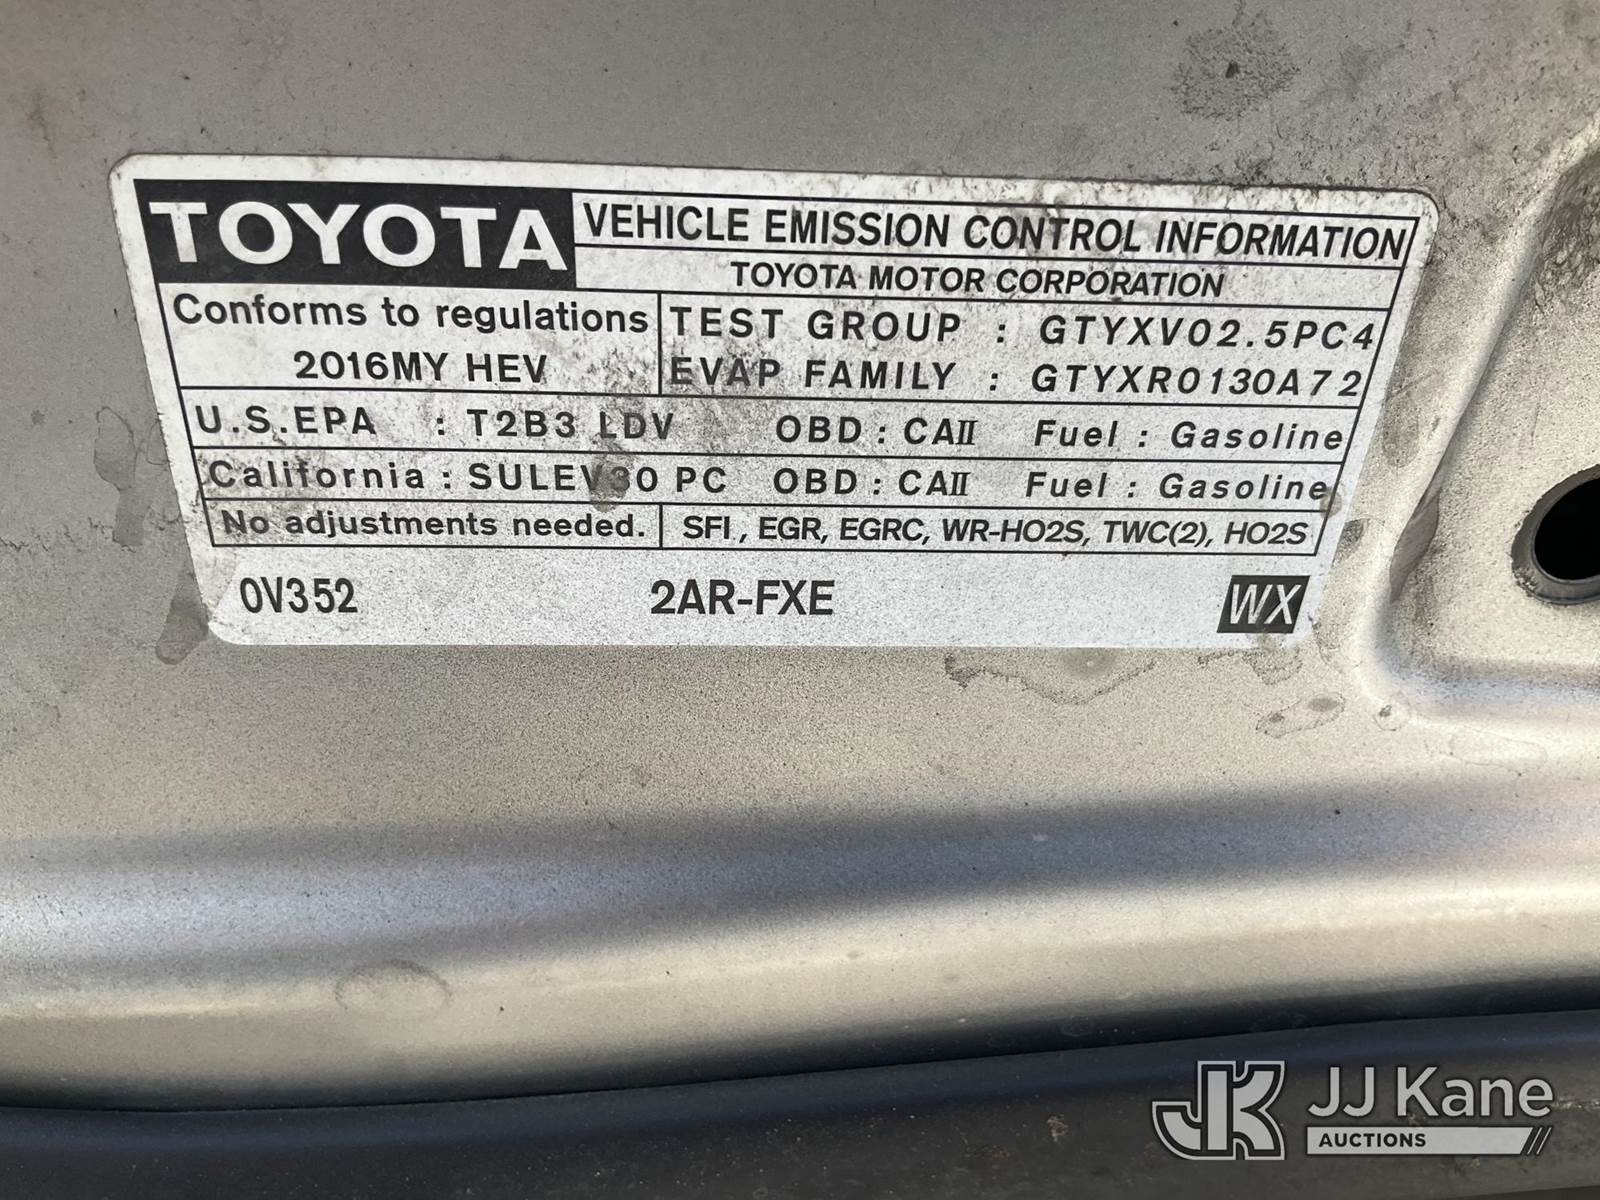 TOYOTA
VEHICLE EMISSION CONTROL INFORMATION
TOYOTA MOTOR CORPORATION
Conforms to regulations
2016MY HEV
TEST GROUP : GTYXV02.5PC4
EVAP FAMILY : GTYXR0130A72
U.S.EPA : T2B3 LDV OBD : CAII Fuel : Gasoline
California : SULEV30 PC OBD : CAII Fuel : Gasoline
No adjustments needed. SFI, EGR, EGRC, WR-HO2S, TWC(2), HO2S
0V352 2AR-FXE WX
JK JJ Kane
AUCTIONS